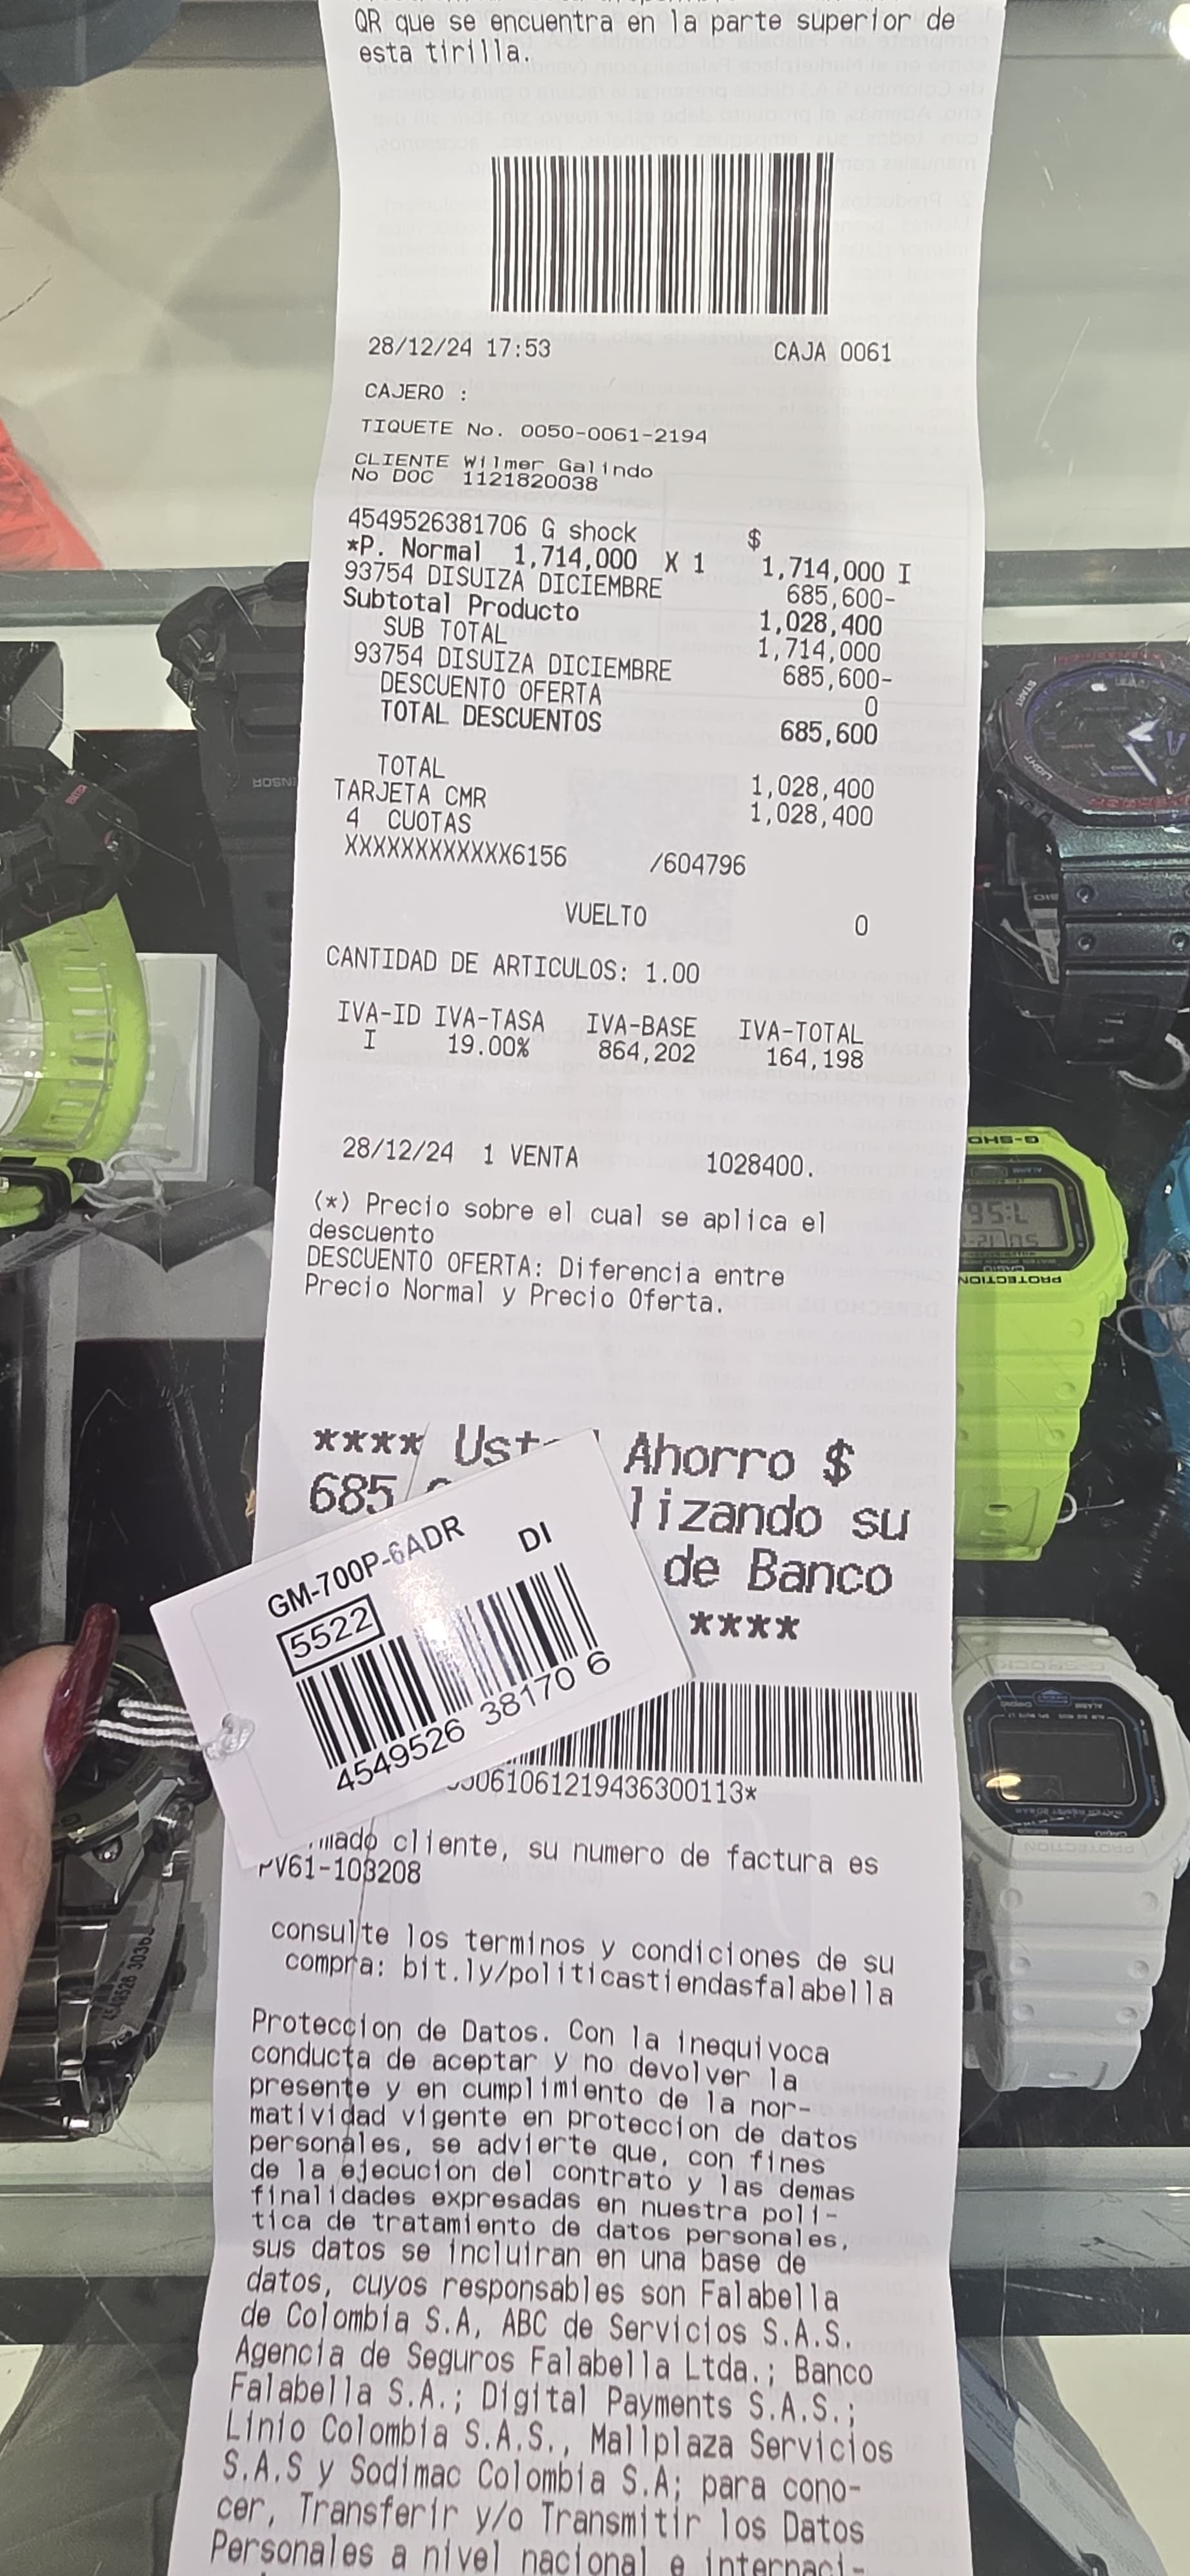 QR que se encuentra en la parte superior de
esta tirilla.
28/12/24 17:53 CAJA 0061
CAJERO :
TIQUETE No. 0050-0061-2194
CLIENTE Wilmer Galindo
No DOC 1121820038
4549526381706 G shock $
*P. Normal 1,714,000 X 1 1,714,000 I
93754 DISUIZA DICIEMBRE 685,600-
Subtotal Producto 1,028,400
SUB TOTAL 1,714,000
93754 DISUIZA DICIEMBRE 685,600-
DESCUENTO OFERTA 0
TOTAL DESCUENTOS 685,600
TOTAL 1,028,400
TARJETA CMR 1,028,400
4 CUOTAS
XXXXXXXXXXXX6156 /604796
VUELTO 0
CANTIDAD DE ARTICULOS: 1.00
IVA-ID IVA-TASA IVA-BASE IVA-TOTAL
I 19.00% 864,202 164,198
28/12/24 1 VENTA 1028400.
(*) Precio sobre el cual se aplica el
descuento
DESCUENTO OFERTA: Diferencia entre
Precio Normal y Precio Oferta.
**** Ahorro $
685 lizando su
de Banco
****
GM-700P-6ADR DI
5522
4549526 38170 6
061061219436300113*
cliente, su numero de factura es
PV61-103208
consulte los terminos y condiciones de su
compra: bit.ly/politicastiendasfalabella
Proteccion de Datos. Con la inequivoca
conducta de aceptar y no devolver la
presente y en cumplimiento de la nor-
matividad vigente en proteccion de datos
personales, se advierte que, con fines
de la ejecucion del contrato y las demas
finalidades expresadas en nuestra poli-
tica de tratamiento de datos personales,
sus datos se incluiran en una base de
datos, cuyos responsables son Falabella
de Colombia S.A, ABC de Servicios S.A.S.
Agencia de Seguros Falabella Ltda.; Banco
Falabella S.A.; Digital Payments S.A.S.;
Linio Colombia S.A.S., Mallplaza Servicios
S.A.S y Sodimac Colombia S.A; para cono-
cer, Transferir y/o Transmitir los Datos
Personales a nivel nacional e internaci-
START
LIGHT
G-SHOCK
CASIO
PROTECTION